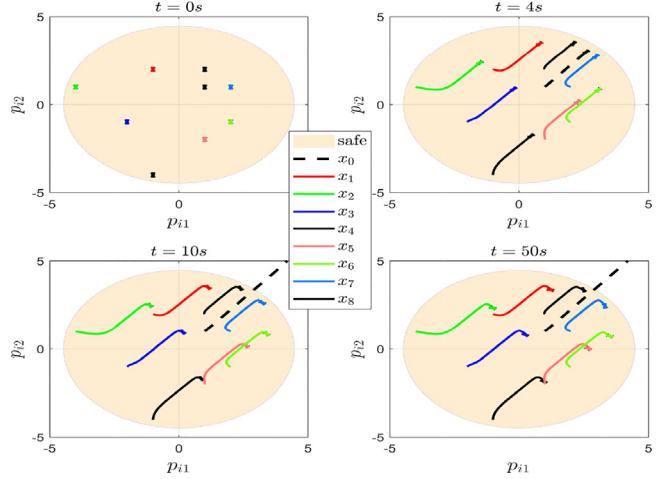 t = 0s
t = 4s
5
0
-5
p_{i2}
-5
0
5
p_{i1}
5
0
-5
p_{i2}
-5
0
5
p_{i1}
safe
x_0
x_1
x_2
x_3
x_4
x_5
x_6
x_7
x_8
t = 10s
t = 50s
5
0
-5
p_{i2}
-5
0
5
p_{i1}
5
0
-5
p_{i2}
-5
0
5
p_{i1}